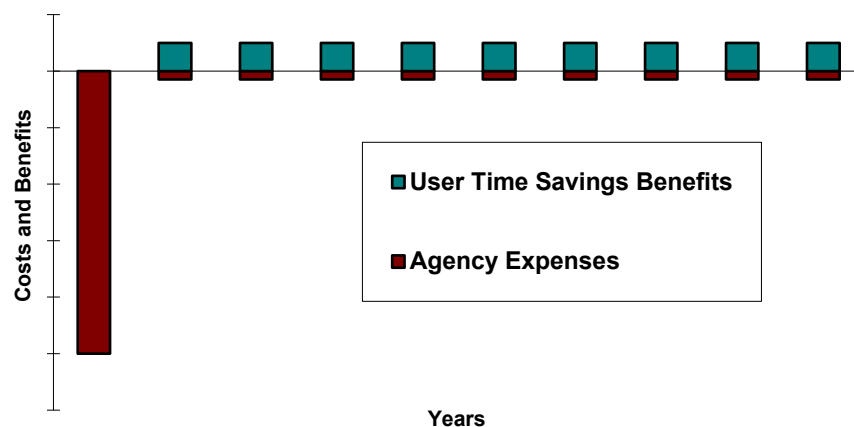 Costs and Benefits
User Time Savings Benefits
Agency Expenses
Years